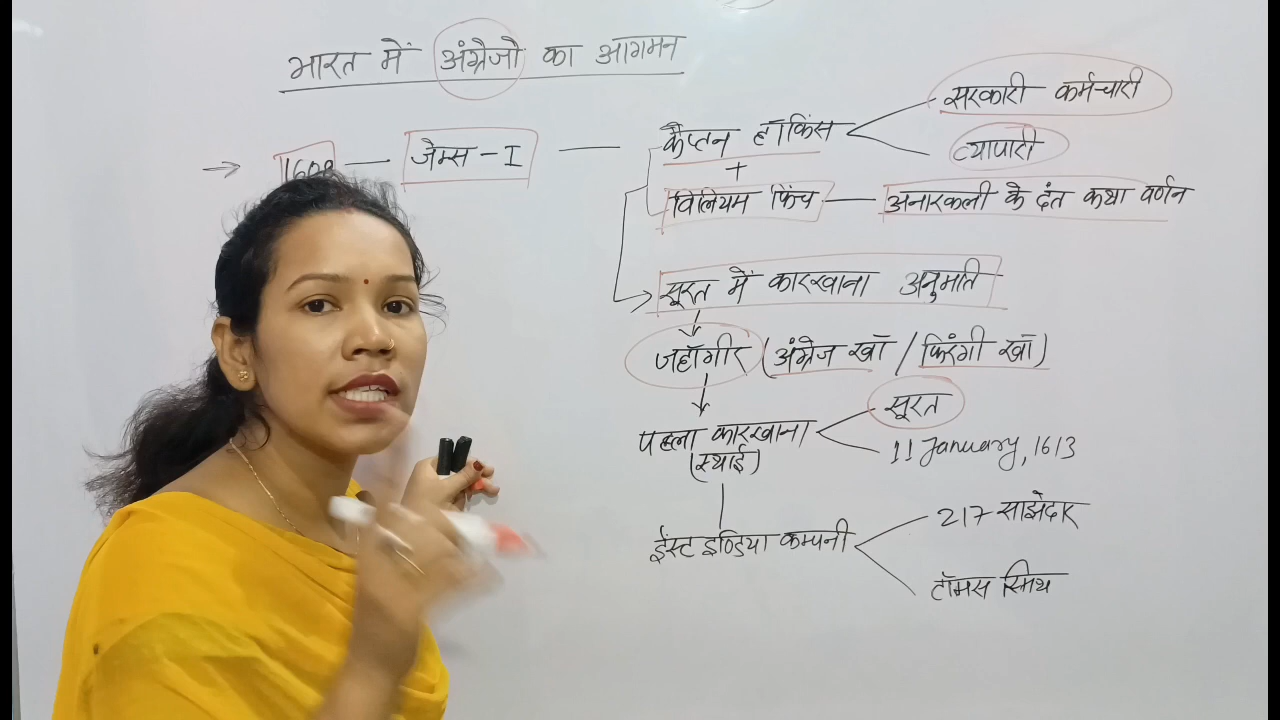 भारत में अंग्रेजो का आगमन
→ 1608 — जेम्स - I — कैप्टन हॉकिंस
सरकारी कर्मचारी
व्यापारी
+
विलियम फिंच — अनारकली के दंत कथा वर्णन
सूरत में कारखाना अनुमति
जहाँगीर (अंग्रेज खाँ / फिरंगी खाँ)
पहला कारखाना
(स्थाई)
सूरत
11 January, 1613
ईस्ट इण्डिया कम्पनी
217 साझेदार
टॉमस स्मिथ